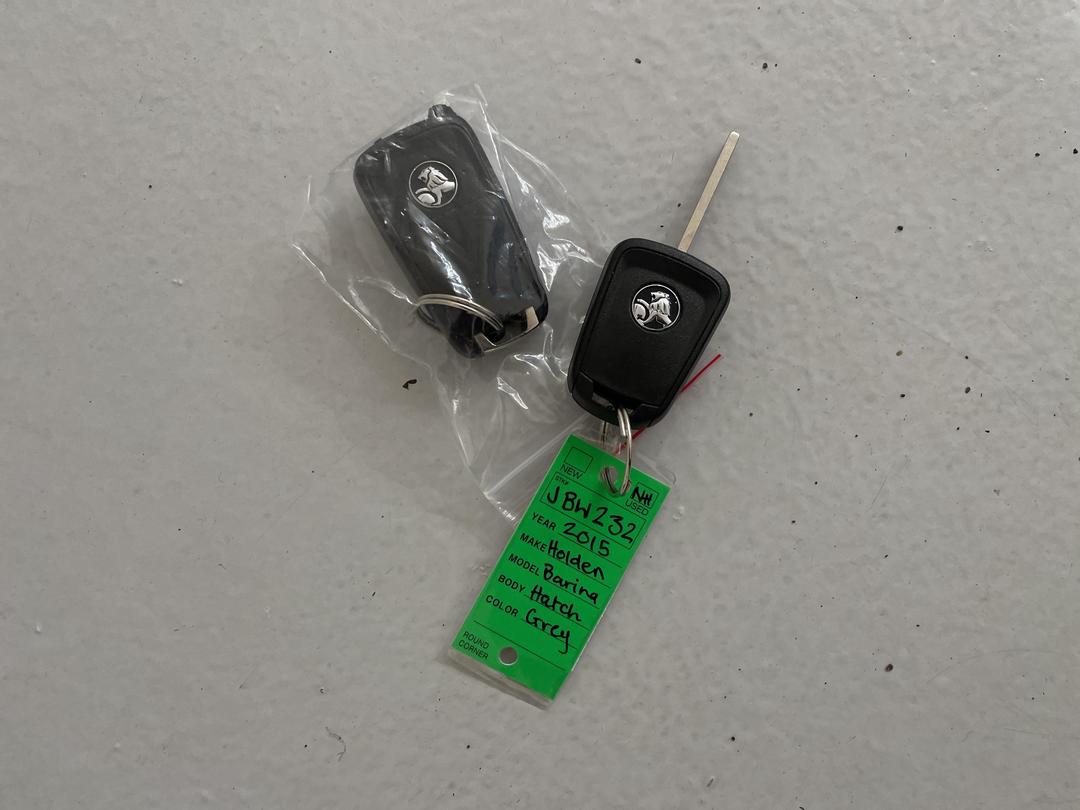 NEW
NH
USED
STK#
JBW232
YEAR 2015
MAKE Holden
MODEL Barina
BODY Hatch
COLOR Grey
ROUND
CORNER